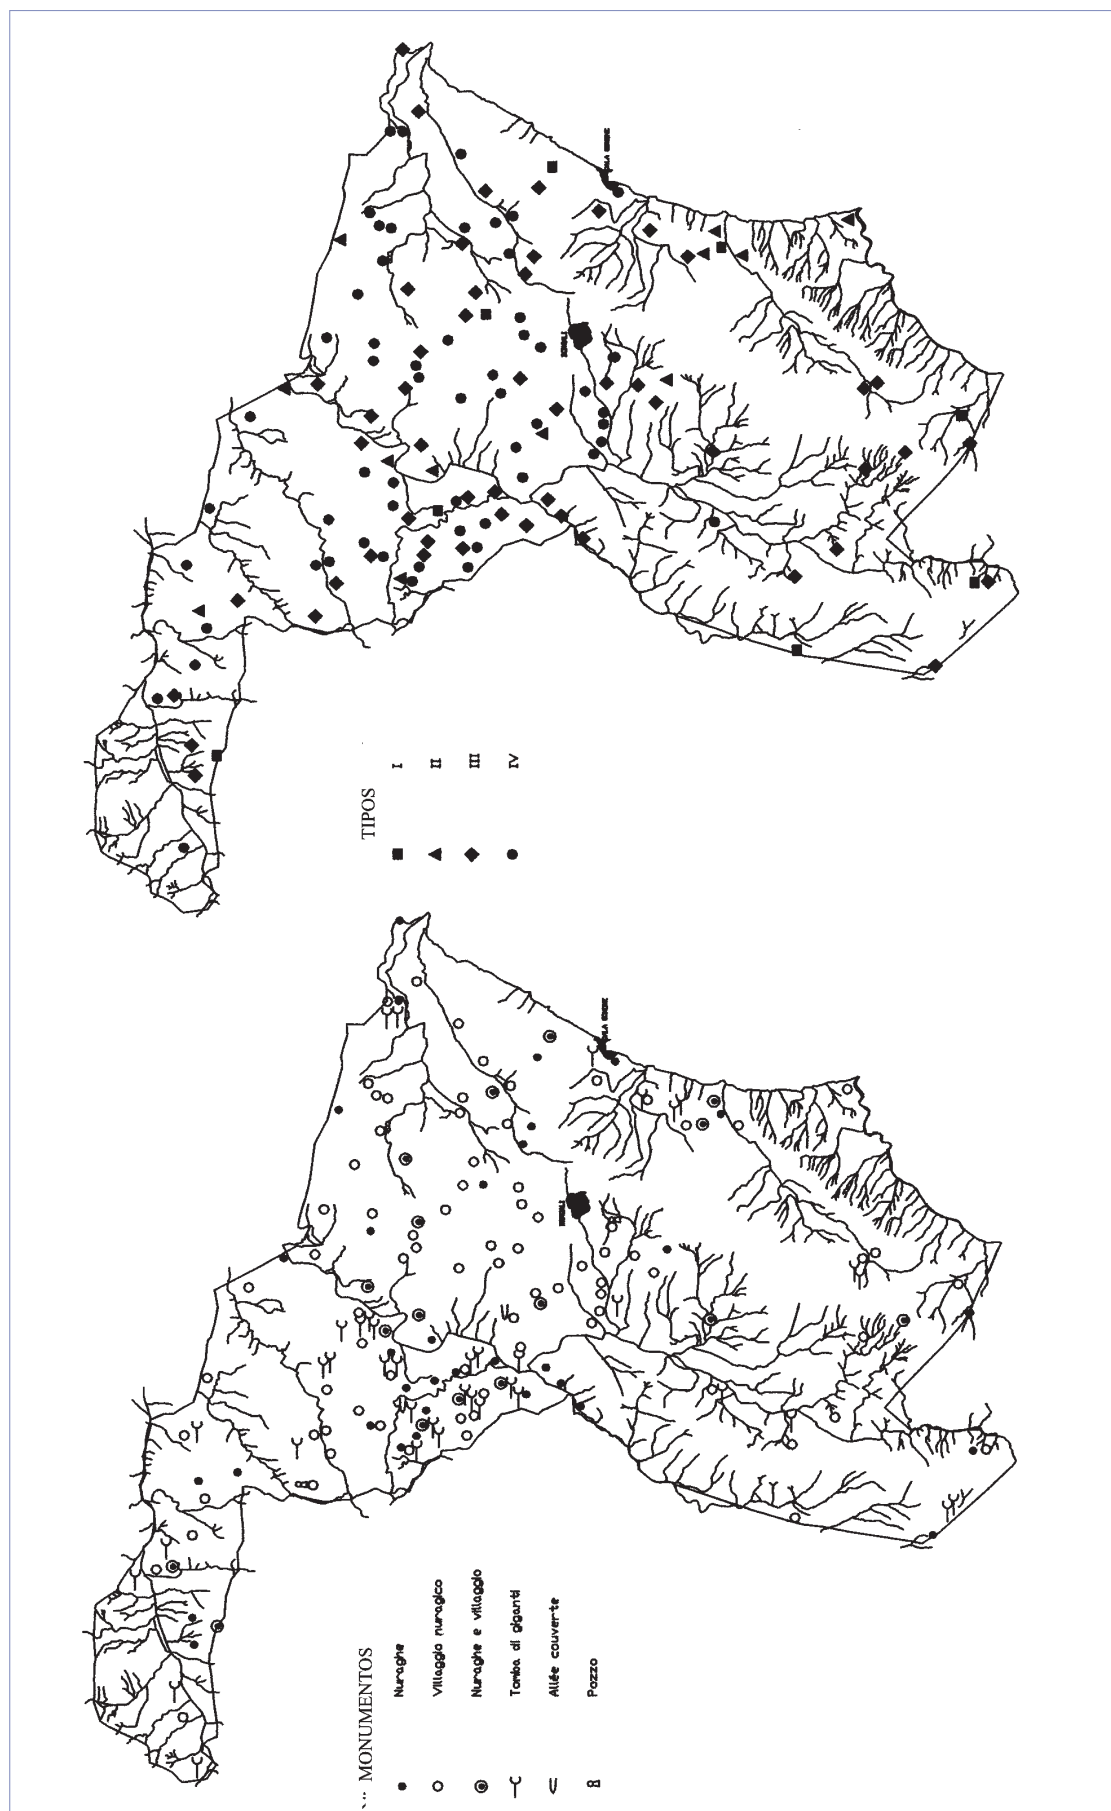 TIPOS
I
II
III
IV
MONUMENTOS
Nuraghe
Villaggio nuragico
Nuraghe e villaggio
Tomba di giganti
Allée couverte
Pozzo